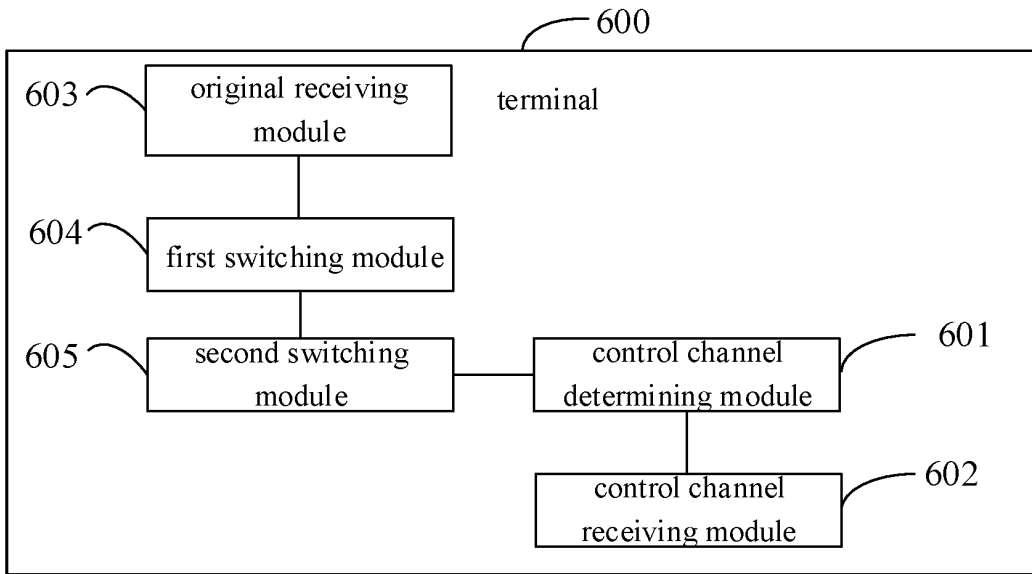 600
603
original receiving
module
terminal
604
first switching module
605
second switching
module
control channel
determining module
601
control channel
receiving module
602